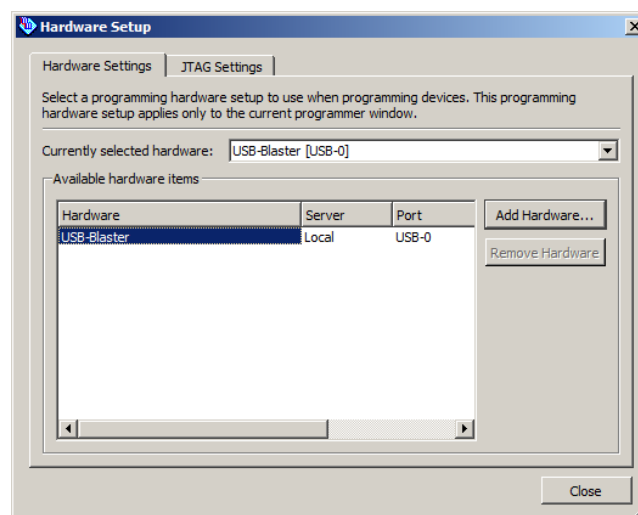 Hardware Setup
Hardware Settings
JTAG Settings
Select a programming hardware setup to use when programming devices. This programming
hardware setup applies only to the current programmer window.
Currently selected hardware: USB-Blaster [USB-0]
Available hardware items
Hardware Server Port
USB-Blaster Local USB-0
Add Hardware...
Remove Hardware
Close